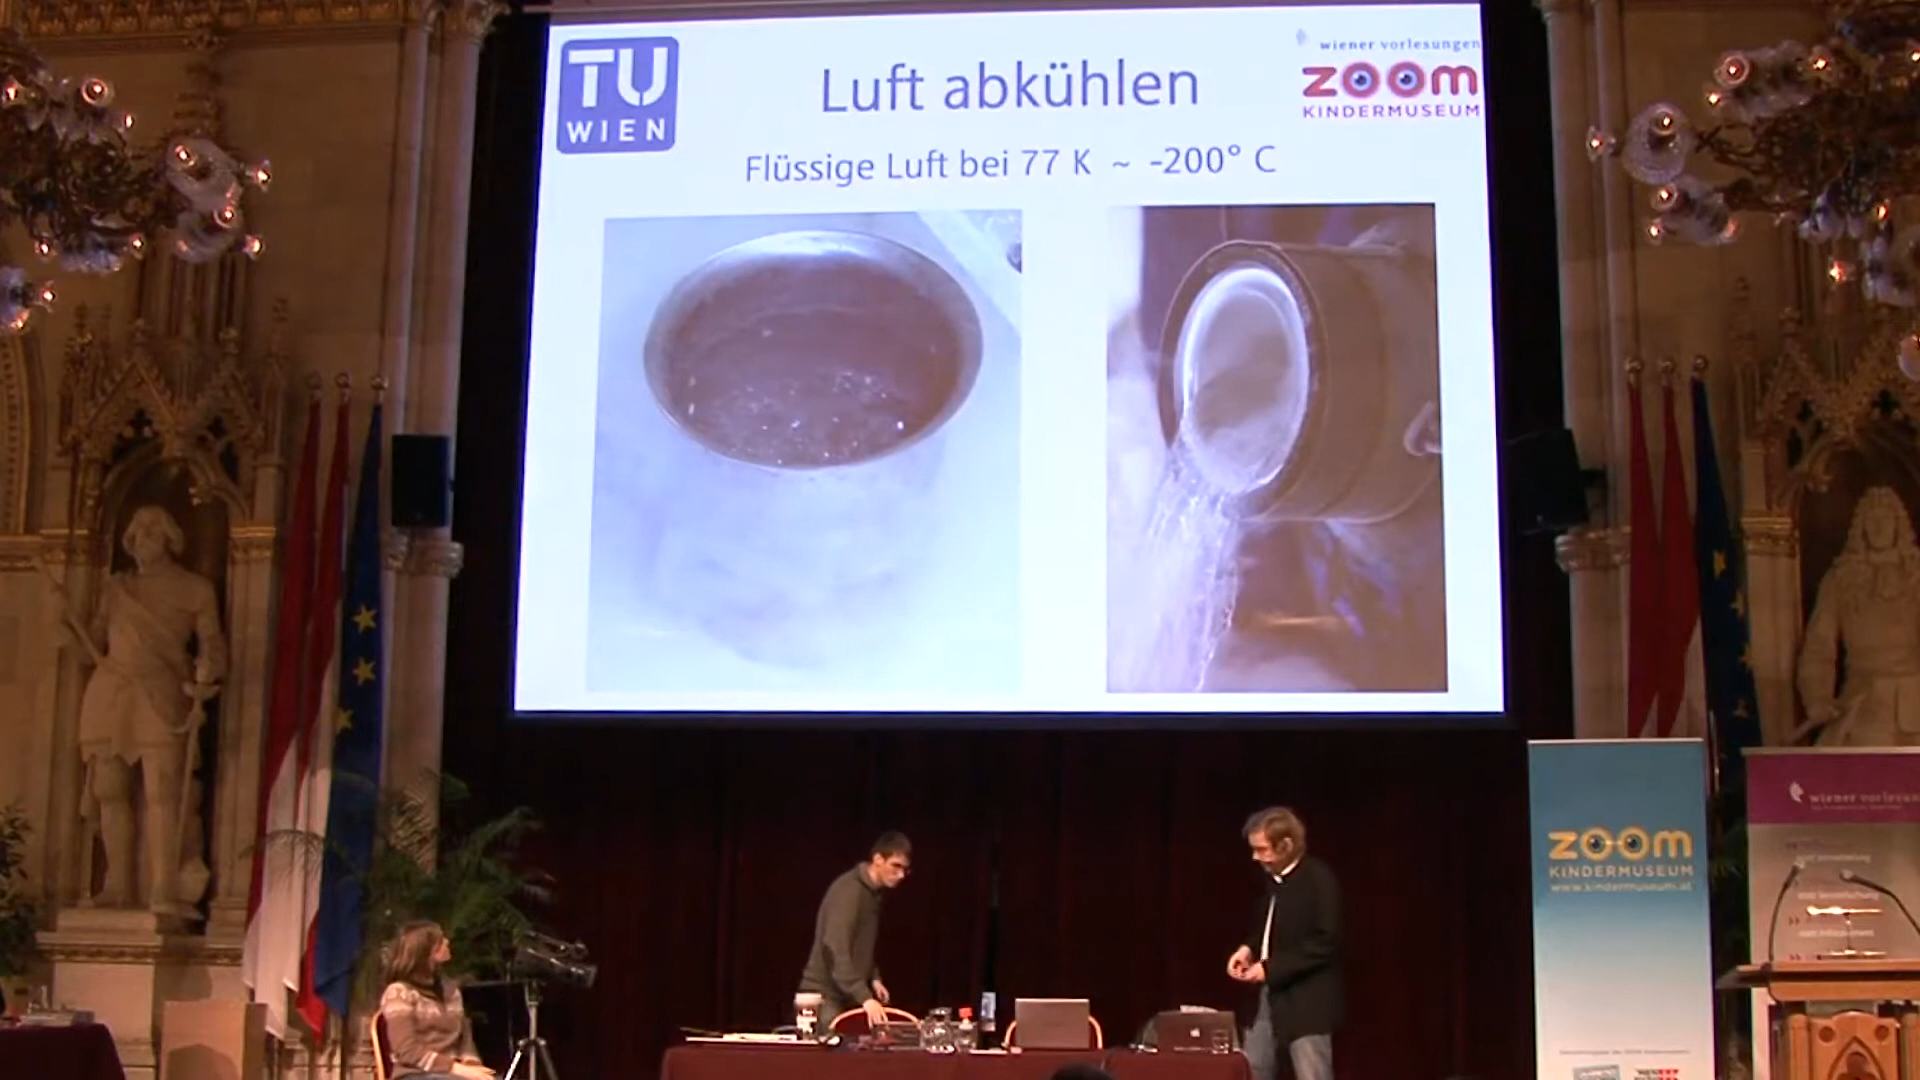 TU
WIEN
Luft abkühlen
wiener vorlesungen
ZOOM
KINDERMUSEUM
Flüssige Luft bei 77 K ~ -200° C
ZOOM
KINDERMUSEUM
www.kindermuseum.at
wiener vorlesun